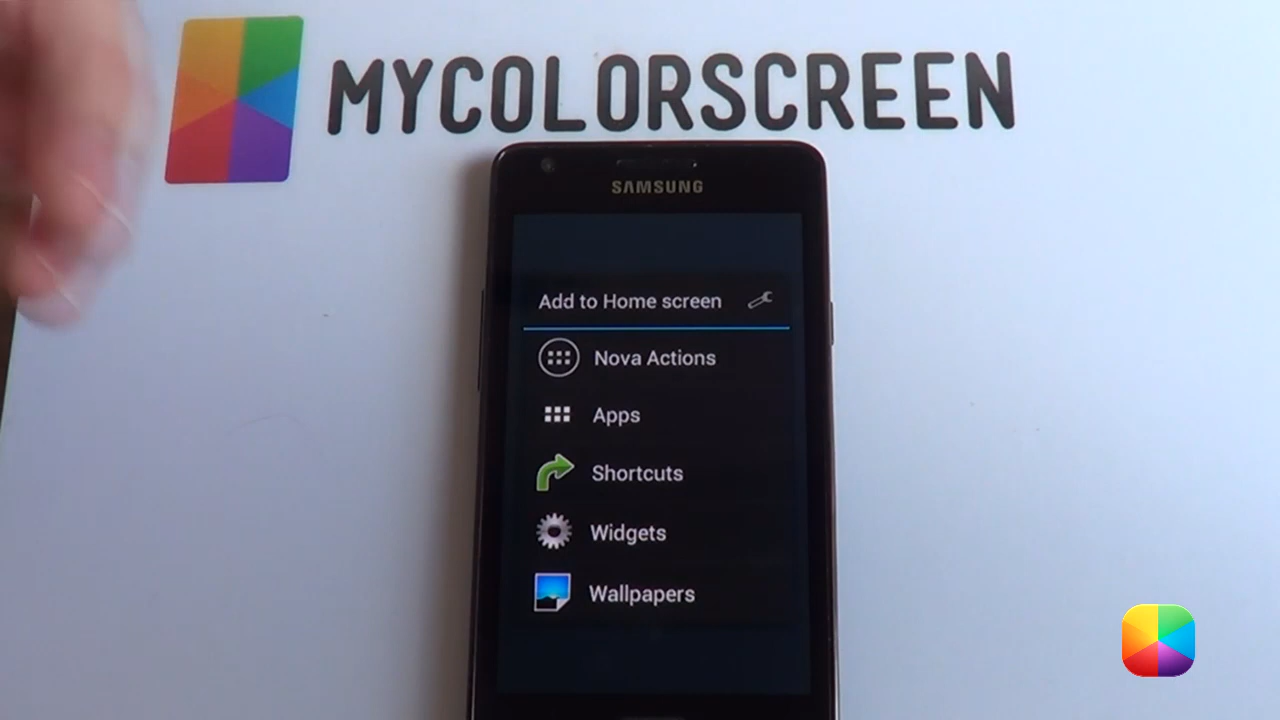 MYCOLORSCREEN
SAMSUNG
Add to Home screen
Nova Actions
Apps
Shortcuts
Widgets
Wallpapers